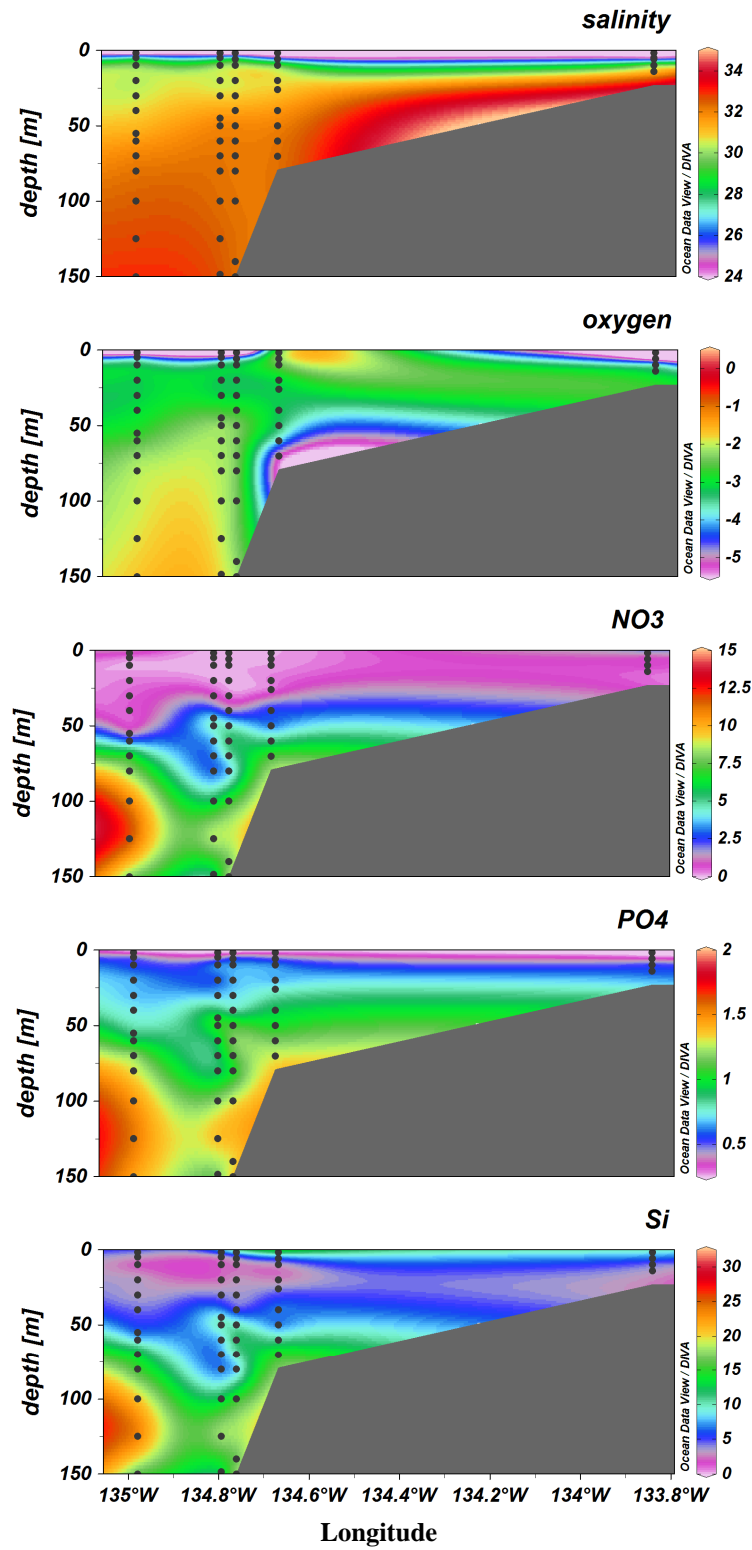 salinity
0
50
100
150
depth [m]
34
32
30
28
26
24
Ocean Data View / DIVA
oxygen
0
50
100
150
depth [m]
0
-1
-2
-3
-4
-5
Ocean Data View / DIVA
NO3
0
50
100
150
depth [m]
15
12.5
10
7.5
5
2.5
0
Ocean Data View / DIVA
PO4
0
50
100
150
depth [m]
2
1.5
1
0.5
Ocean Data View / DIVA
Si
0
50
100
150
depth [m]
30
25
20
15
10
5
0
Ocean Data View / DIVA
135°W 134.8°W 134.6°W 134.4°W 134.2°W 134°W 133.8°W
Longitude